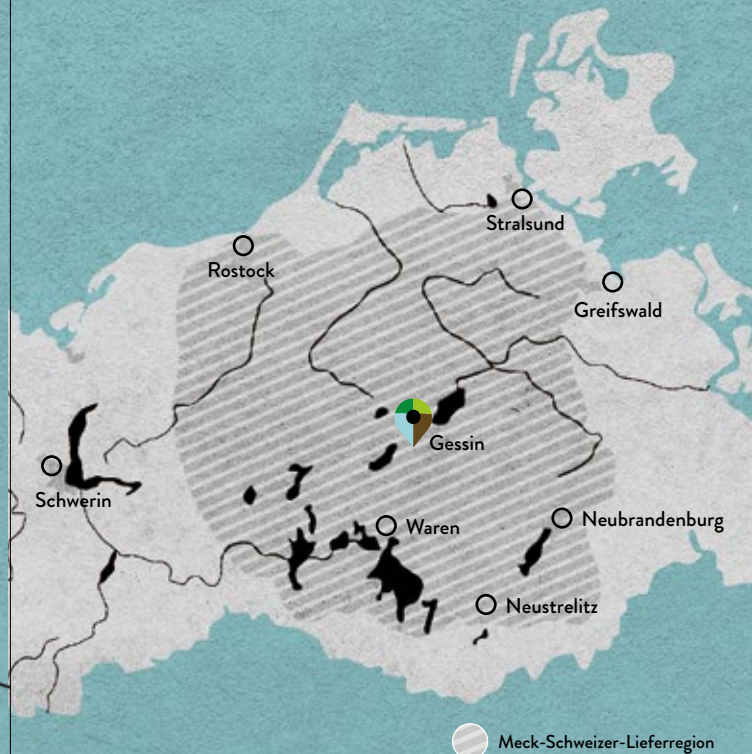 Stralsund
Rostock
Greifswald
Gessin
Schwerin
Waren
Neubrandenburg
Neustrelitz
Meck-Schweizer-Lieferregion